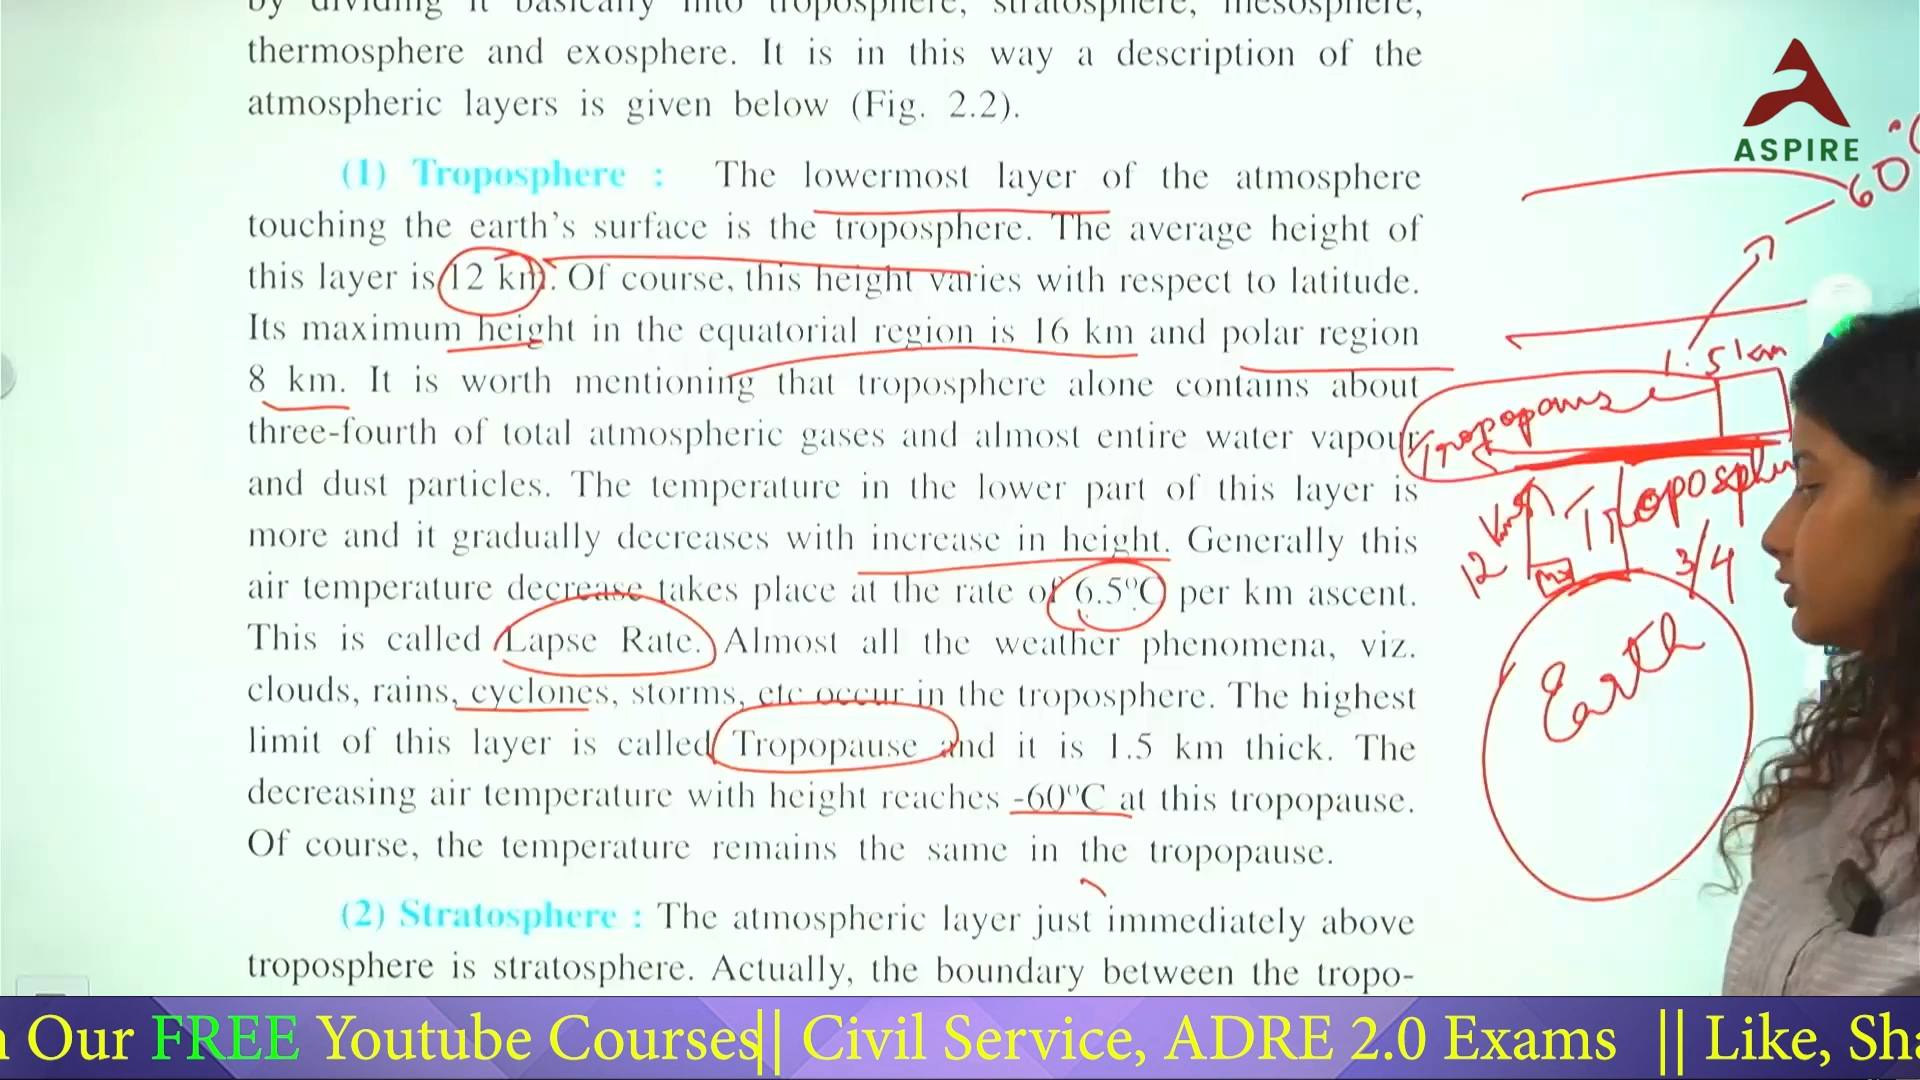 by dividing it basically into troposphere, stratosphere, mesosphere,
thermosphere and exosphere. It is in this way a description of the
atmospheric layers is given below (Fig. 2.2).
(1) Troposphere : The lowermost layer of the atmosphere
touching the earth's surface is the troposphere. The average height of
this layer is 12 km. Of course, this height varies with respect to latitude.
Its maximum height in the equatorial region is 16 km and polar region
8 km. It is worth mentioning that troposphere alone contains about
three-fourth of total atmospheric gases and almost entire water vapour
and dust particles. The temperature in the lower part of this layer is
more and it gradually decreases with increase in height. Generally this
air temperature decrease takes place at the rate of 6.5ºC per km ascent.
This is called Lapse Rate. Almost all the weather phenomena, viz.
clouds, rains, cyclones, storms, etc occur in the troposphere. The highest
limit of this layer is called Tropopause and it is 1.5 km thick. The
decreasing air temperature with height reaches -60ºC at this tropopause.
Of course, the temperature remains the same in the tropopause.
(2) Stratosphere : The atmospheric layer just immediately above
troposphere is stratosphere. Actually, the boundary between the tropo-
ASPIRE
-60°C
1.5 km
Tropopause
Troposphe
12 km
3/4
Earth
n Our FREE Youtube Courses|| Civil Service, ADRE 2.0 Exams || Like, Sha